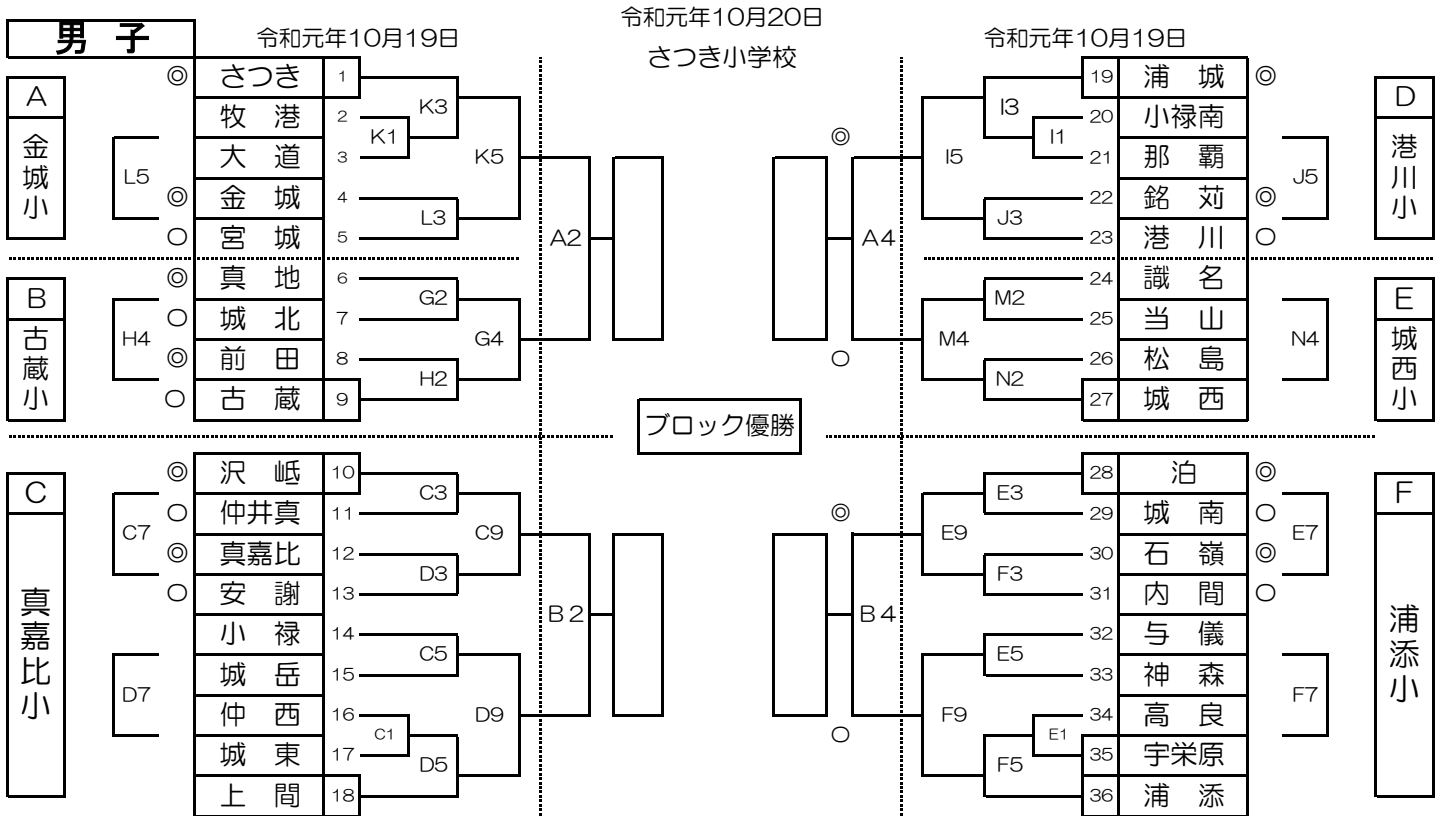 男 子
令和元年10月19日
令和元年10月20日
さつき小学校
令和元年10月19日
A
金城小
L5
◎ さつき 1
牧 港 2
大 道 3
◎ 金 城 4
○ 宮 城 5
K1
K3
L3
K5
B
古蔵小
H4
◎ 真 地 6
○ 城 北 7
◎ 前 田 8
○ 古 蔵 9
G2
H2
G4
A2
C
真嘉比小
C7
D7
◎ 沢 岻 10
○ 仲井真 11
◎ 真嘉比 12
○ 安 謝 13
小 禄 14
城 岳 15
仲 西 16
城 東 17
上 間 18
C3
D3
C5
C1
D5
C9
D9
B2
ブロック優勝
◎
A4
○
◎
B4
○
I5
I3
I1
J3
19 浦 城 ◎
20 小禄南
21 那 覇
22 銘 苅 ◎
23 港 川 ○
J5
D
港川小
M4
M2
N2
24 識 名
25 当 山
26 松 島
27 城 西
N4
E
城西小
E9
E3
F3
F9
E5
E1
F5
28 泊 ◎
29 城 南 ○
30 石 嶺 ◎
31 内 間 ○
32 与 儀
33 神 森
34 高 良
35 宇栄原
36 浦 添
E7
F7
F
浦添小